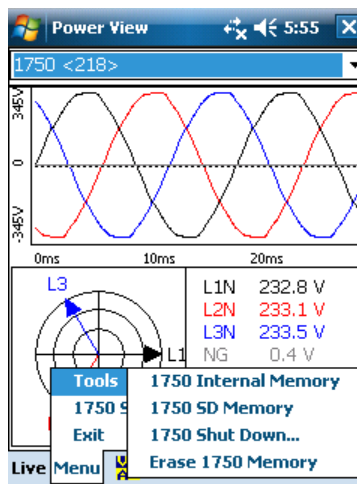 Power View 5:55
1750 <218>
345V
0
-345V
0ms 10ms 20ms
L3
L1
L1N 232.8 V
L2N 233.1 V
L3N 233.5 V
NG 0.4 V
Tools
1750 S
Exit
1750 Internal Memory
1750 SD Memory
1750 Shut Down...
Erase 1750 Memory
Live Menu